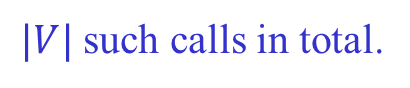 |V| such calls in total.